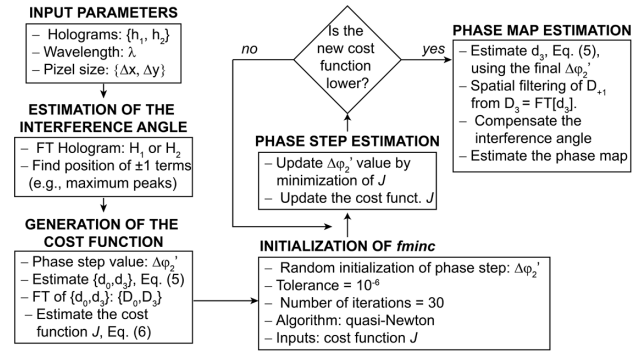 INPUT PARAMETERS
– Holograms: {h₁, h₂}
– Wavelength: λ
– Pizel size: {Δx, Δy}
ESTIMATION OF THE
INTERFERENCE ANGLE
– FT Hologram: H₁ or H₂
– Find position of ±1 terms
(e.g., maximum peaks)
GENERATION OF THE
COST FUNCTION
– Phase step value: Δφ₂'
– Estimate {d₀,d₃}, Eq. (5)
– FT of {d₀,d₃}: {D₀,D₃}
– Estimate the cost
function J, Eq. (6)
INITIALIZATION OF fminc
– Random initialization of phase step: Δφ₂'
– Tolerance = 10⁻⁶
– Number of iterations = 30
– Algorithm: quasi-Newton
– Inputs: cost function J
PHASE STEP ESTIMATION
– Update Δφ₂' value by
minimization of J
– Update the cost funct. J
Is the
new cost
function
lower?
no
yes
PHASE MAP ESTIMATION
– Estimate d₃, Eq. (5),
using the final Δφ₂'
– Spatial filtering of D₊₁
from D₃ = FT[d₃].
– Compensate the
interference angle
– Estimate the phase map